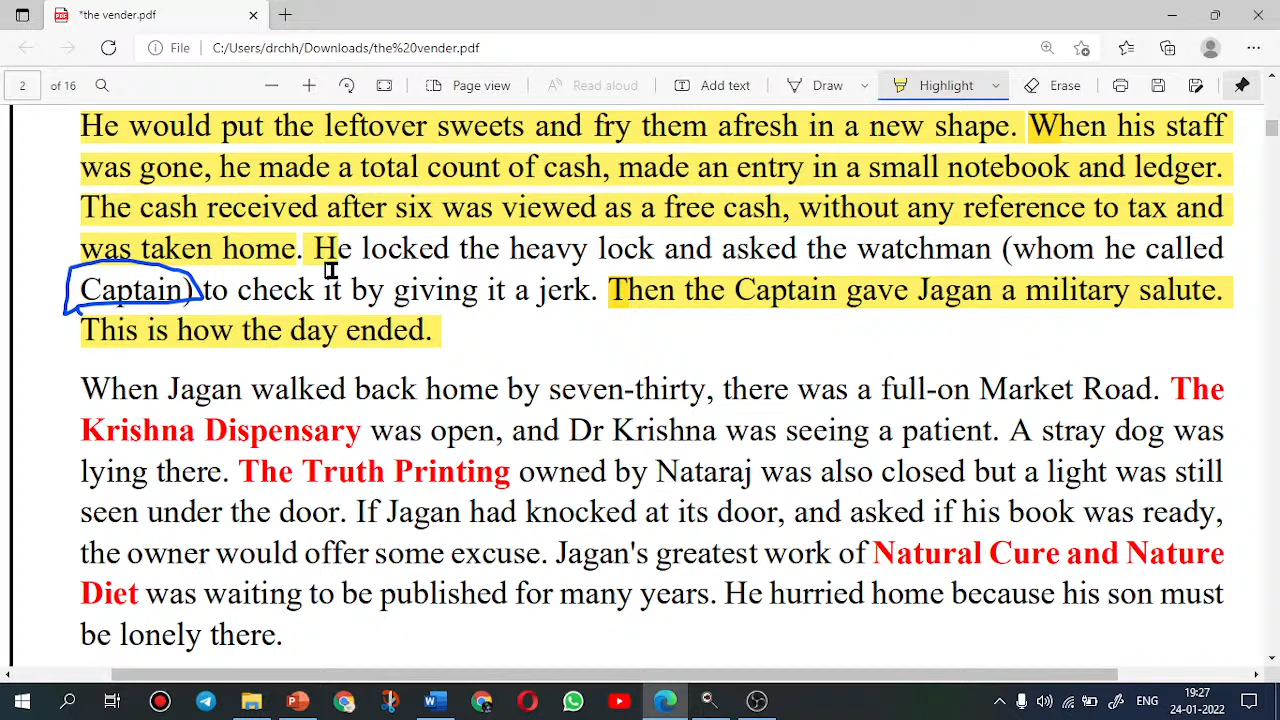 *the vender.pdf
File C:/Users/drchh/Downloads/the%20vender.pdf
2 of 16 Page view Read aloud Add text Draw Highlight Erase
He would put the leftover sweets and fry them afresh in a new shape. When his staff
was gone, he made a total count of cash, made an entry in a small notebook and ledger.
The cash received after six was viewed as a free cash, without any reference to tax and
was taken home. He locked the heavy lock and asked the watchman (whom he called
Captain) to check it by giving it a jerk. Then the Captain gave Jagan a military salute.
This is how the day ended.
When Jagan walked back home by seven-thirty, there was a full-on Market Road. The
Krishna Dispensary was open, and Dr Krishna was seeing a patient. A stray dog was
lying there. The Truth Printing owned by Nataraj was also closed but a light was still
seen under the door. If Jagan had knocked at its door, and asked if his book was ready,
the owner would offer some excuse. Jagan's greatest work of Natural Cure and Nature
Diet was waiting to be published for many years. He hurried home because his son must
be lonely there.
ENG 19:27
24-01-2022